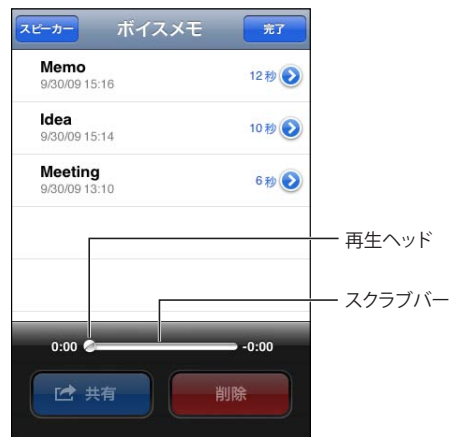 スピーカー ボイスメモ 完了
Memo
9/30/09 15:16
12 秒
Idea
9/30/09 15:14
10 秒
Meeting
9/30/09 13:10
6 秒
再生ヘッド
スクラブバー
0:00 -0:00
共有 削除